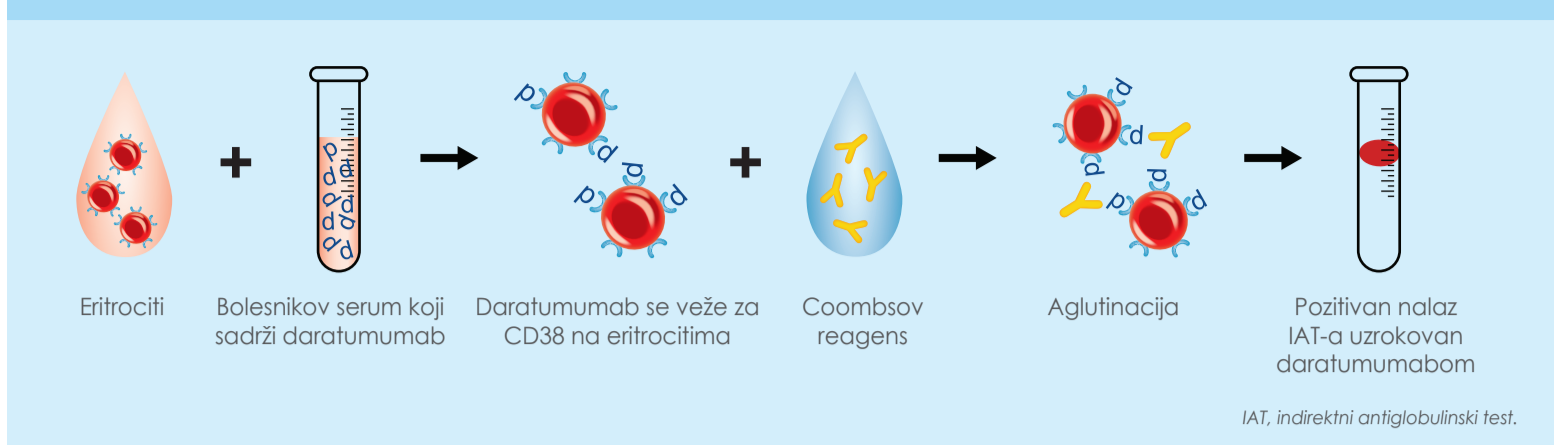 Eritrociti
Bolesnikov serum koji
sadrži daratumumab
Daratumumab se veže za
CD38 na eritrocitima
Coombsov
reagens
Aglutinacija
Pozitivan nalaz
IAT-a uzrokovan
daratumumabom
IAT, indirektni antiglobulinski test.